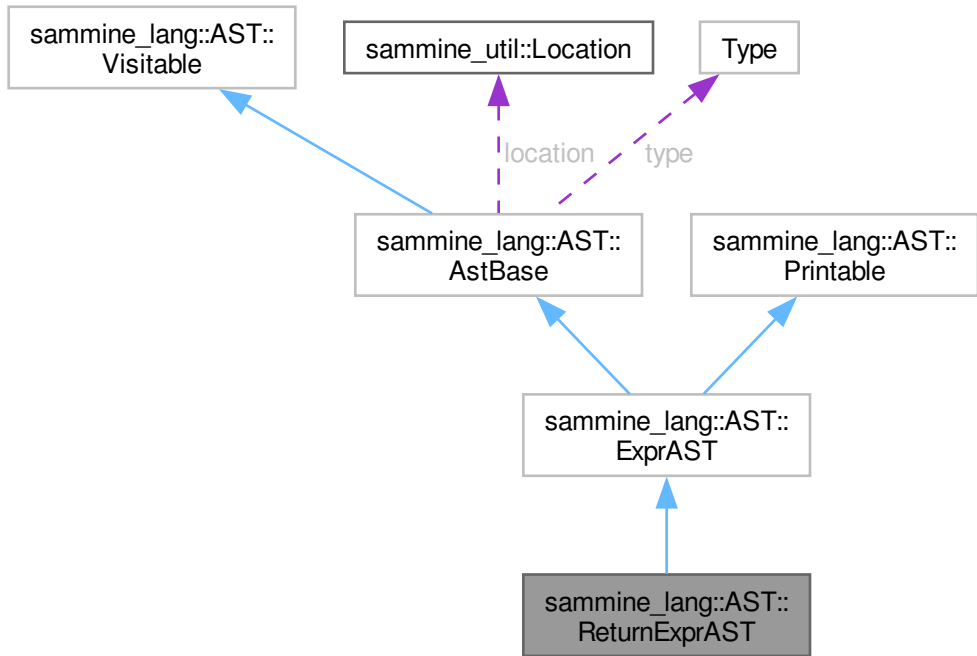 sammine_lang::AST::
Visitable
sammine_util::Location
Type
location
type
sammine_lang::AST::
AstBase
sammine_lang::AST::
Printable
sammine_lang::AST::
ExprAST
sammine_lang::AST::
ReturnExprAST